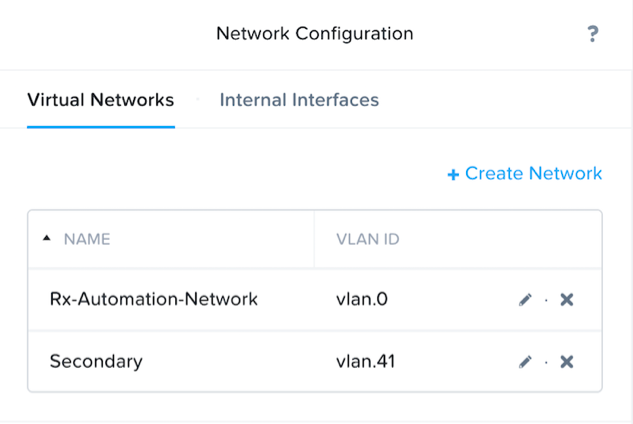 Network Configuration ?
Virtual Networks Internal Interfaces
+ Create Network
NAME VLAN ID
Rx-Automation-Network vlan.0
Secondary vlan.41